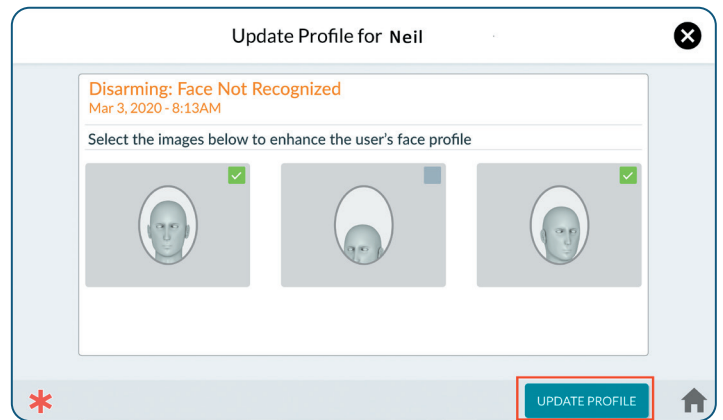 Update Profile for Neil
Disarming: Face Not Recognized
Mar 3, 2020 - 8:13AM
Select the images below to enhance the user's face profile
UPDATE PROFILE